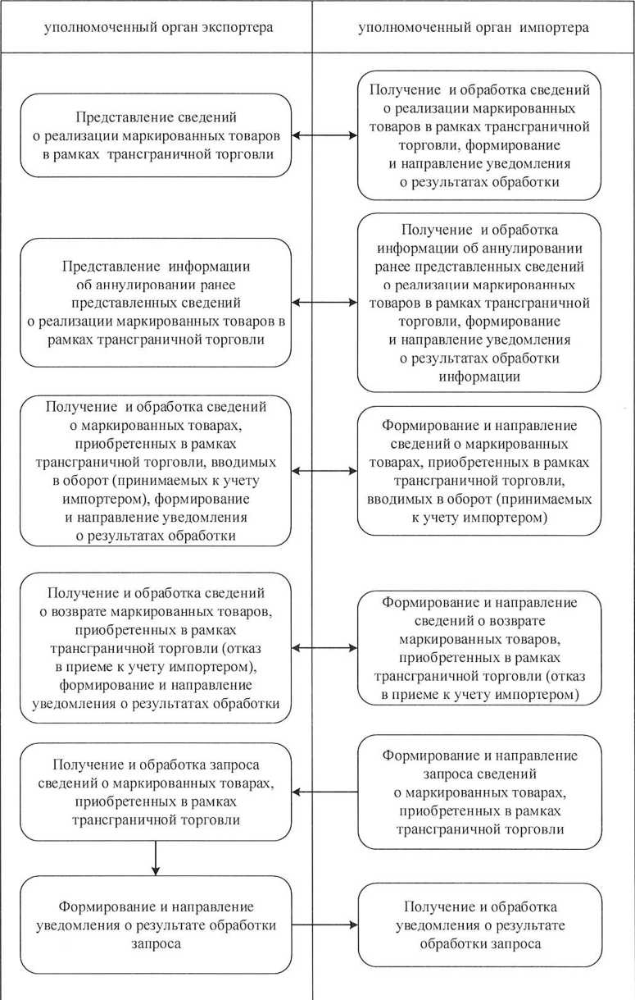 уполномоченный орган экспортера
уполномоченный орган импортера
Представление сведений
о реализации маркированных товаров
в рамках трансграничной торговли
Получение и обработка сведений
о реализации маркированных
товаров в рамках трансграничной
торговли, формирование
и направление уведомления
о результатах обработки
Представление информации
об аннулировании ранее
представленных сведений
о реализации маркированных товаров в
рамках трансграничной торговли
Получение и обработка
информации об аннулировании
ранее представленных сведений
о реализации маркированных
товаров в рамках трансграничной
торговли, формирование
и направление уведомления
о результатах обработки
информации
Получение и обработка сведений
о маркированных товарах,
приобретенных в рамках
трансграничной торговли, вводимых
в оборот (принимаемых к учету
импортером), формирование
и направление уведомления
о результатах обработки
Формирование и направление
сведений о маркированных
товарах, приобретенных в рамках
трансграничной торговли,
вводимых в оборот (принимаемых
к учету импортером)
Получение и обработка сведений
о возврате маркированных товаров,
приобретенных в рамках
трансграничной торговли (отказ
в приеме к учету импортером),
формирование и направление
уведомления о результатах обработки
Формирование и направление
сведений о возврате
маркированных товаров,
приобретенных в рамках
трансграничной торговли (отказ
в приеме к учету импортером)
Получение и обработка запроса
сведений о маркированных товарах,
приобретенных в рамках
трансграничной торговли
Формирование и направление
запроса сведений
о маркированных товарах,
приобретенных в рамках
трансграничной торговли
Формирование и направление
уведомления о результате обработки
запроса
Получение и обработка
уведомления о результате
обработки запроса